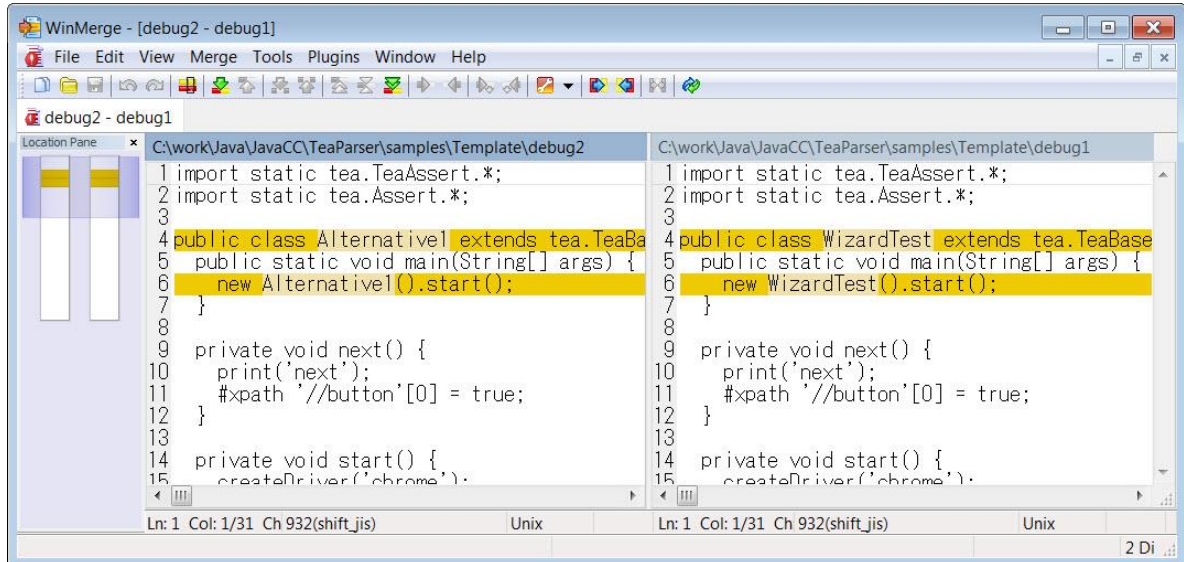 WinMerge - [debug2 - debug1]
File Edit View Merge Tools Plugins Window Help
debug2 - debug1
Location Pane
C:\work\Java\JavaCC\TeaParser\samples\Template\debug2
1 import static tea.TeaAssert.*;
2 import static tea.Assert.*;
3
4 public class Alternative1 extends tea.TeaBa
5 public static void main(String[] args) {
6 new Alternative1().start();
7 }
8
9 private void next() {
10 print('next');
11 #xpath '//button'[0] = true;
12 }
13
14 private void start() {
15 createDriver('chrome');
Ln: 1 Col: 1/31 Ch 932(shift_jis) Unix
C:\work\Java\JavaCC\TeaParser\samples\Template\debug1
1 import static tea.TeaAssert.*;
2 import static tea.Assert.*;
3
4 public class WizardTest extends tea.TeaBase
5 public static void main(String[] args) {
6 new WizardTest().start();
7 }
8
9 private void next() {
10 print('next');
11 #xpath '//button'[0] = true;
12 }
13
14 private void start() {
15 createDriver('chrome');
Ln: 1 Col: 1/31 Ch 932(shift_jis) Unix
2 Di